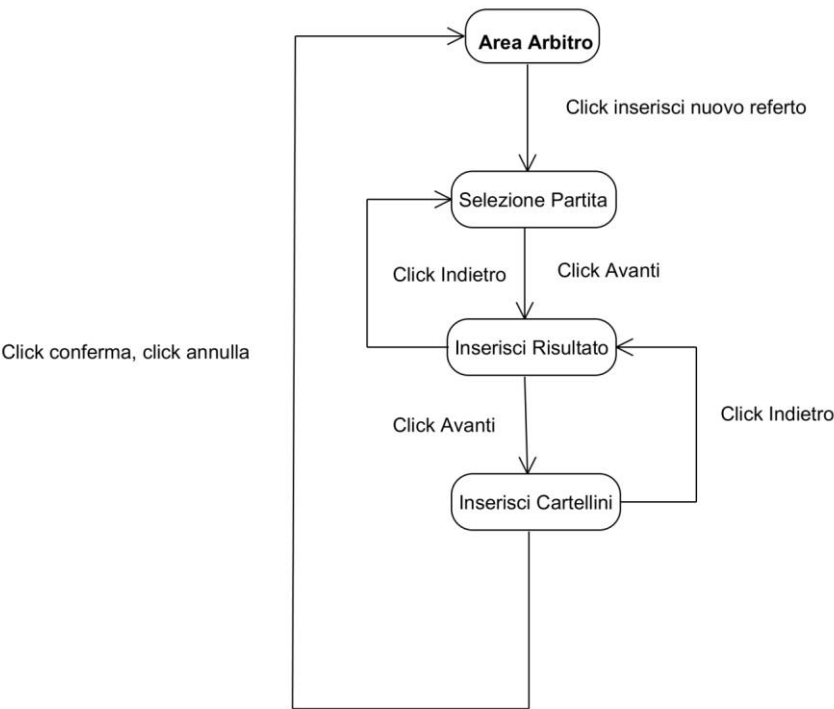 Area Arbitro
Click inserisci nuovo referto
Selezione Partita
Click Indietro
Click Avanti
Inserisci Risultato
Click conferma, click annulla
Click Avanti
Click Indietro
Inserisci Cartellini